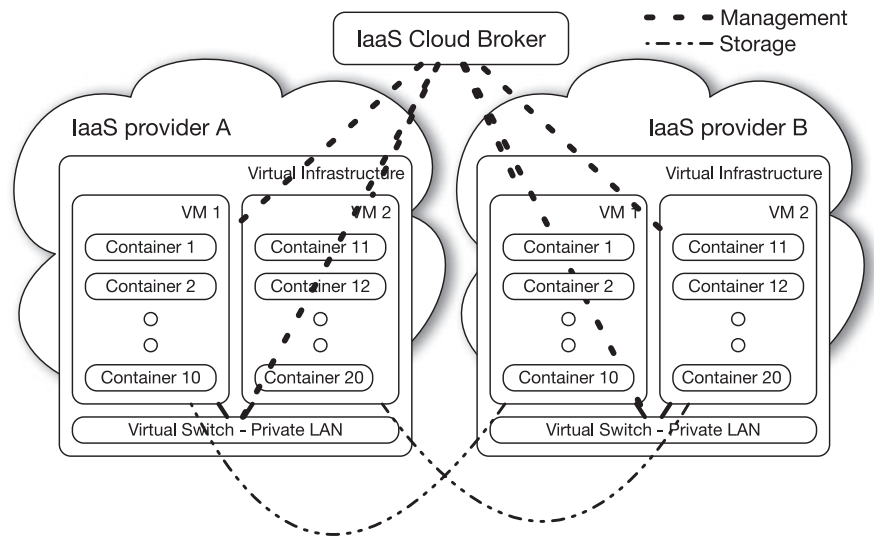 IaaS Cloud Broker
Management
Storage
IaaS provider A
IaaS provider B
Virtual Infrastructure
VM 1
VM 2
Container 1
Container 11
Container 2
Container 12
Container 10
Container 20
Virtual Switch - Private LAN
Virtual Infrastructure
VM 1
VM 2
Container 1
Container 11
Container 2
Container 12
Container 10
Container 20
Virtual Switch - Private LAN